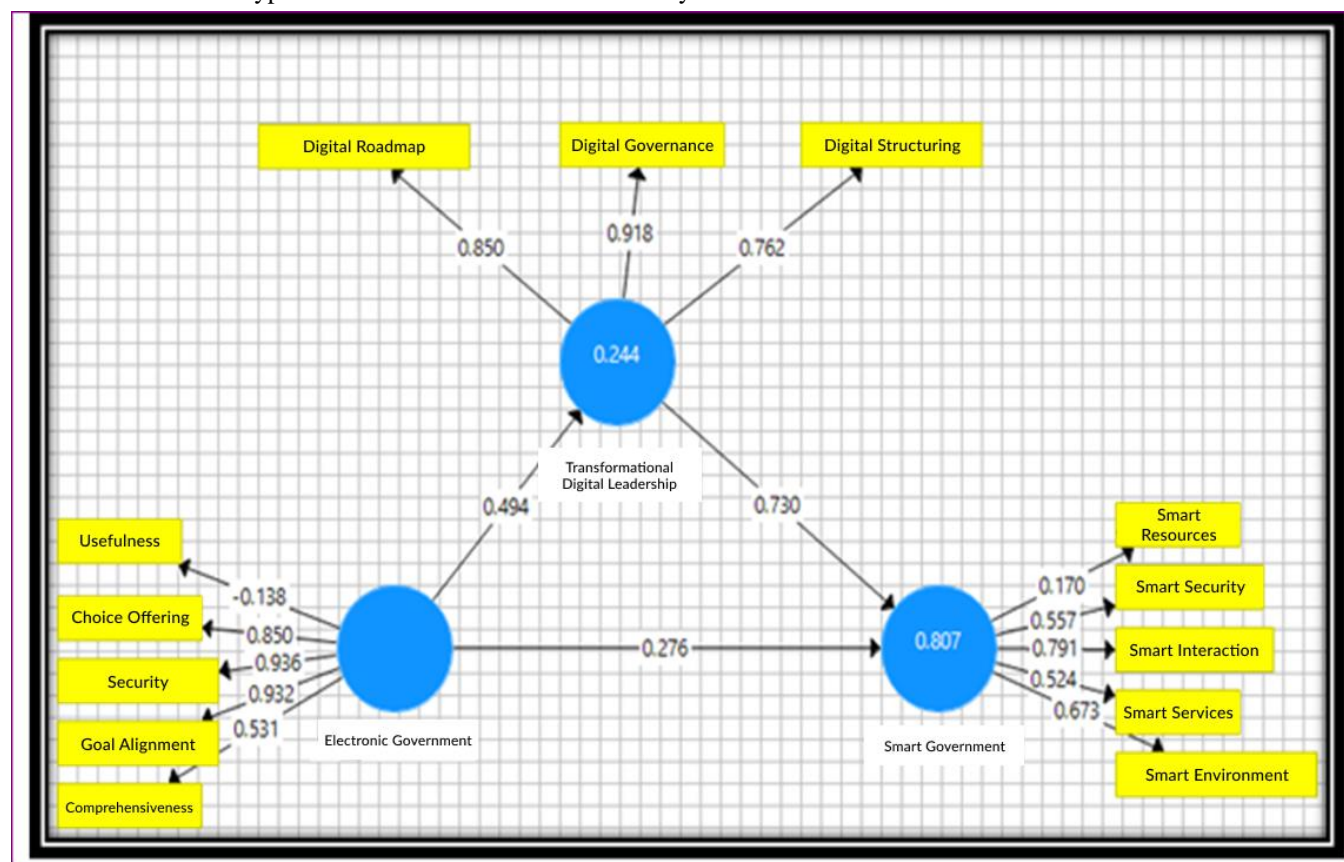 Digital Roadmap
Digital Governance
Digital Structuring
0.850
0.918
0.762
0.244
Transformational
Digital Leadership
0.494
0.730
Usefulness
Choice Offering
Security
Goal Alignment
Comprehensiveness
-0.138
0.850
0.936
0.932
0.531
Electronic Government
0.276
0.807
Smart Government
0.170
0.557
0.791
0.524
0.673
Smart
Resources
Smart Security
Smart Interaction
Smart Services
Smart Environment